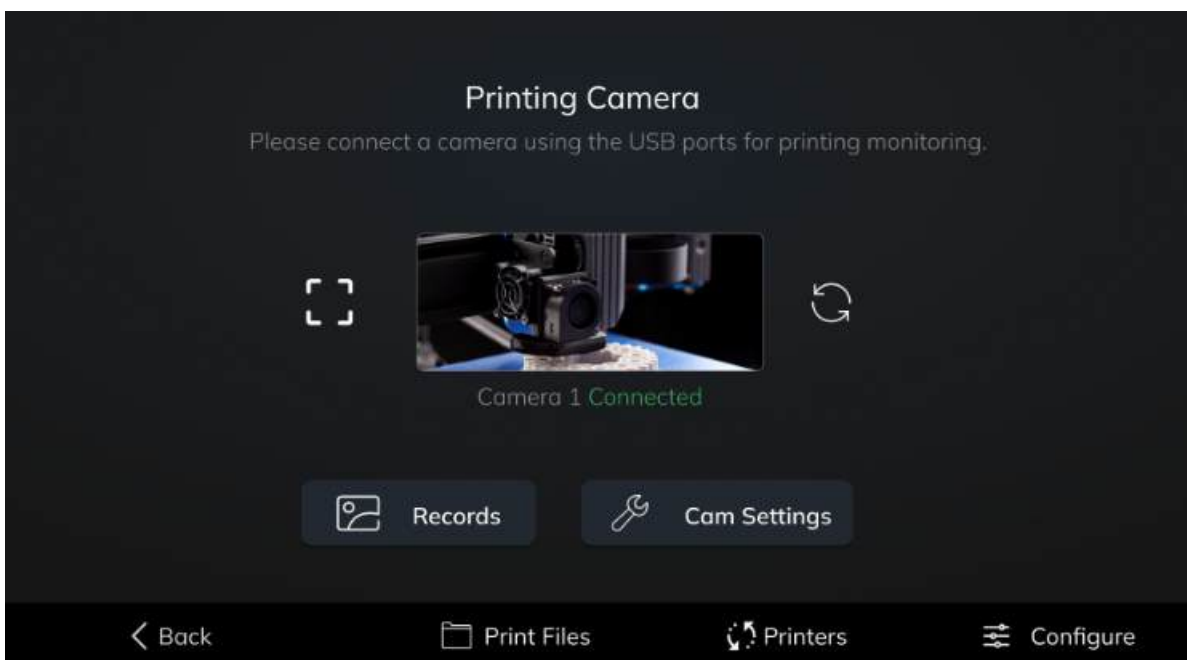 Printing Camera
Please connect a camera using the USB ports for printing monitoring.
Camera 1 Connected
Records
Cam Settings
Back
Print Files
Printers
Configure